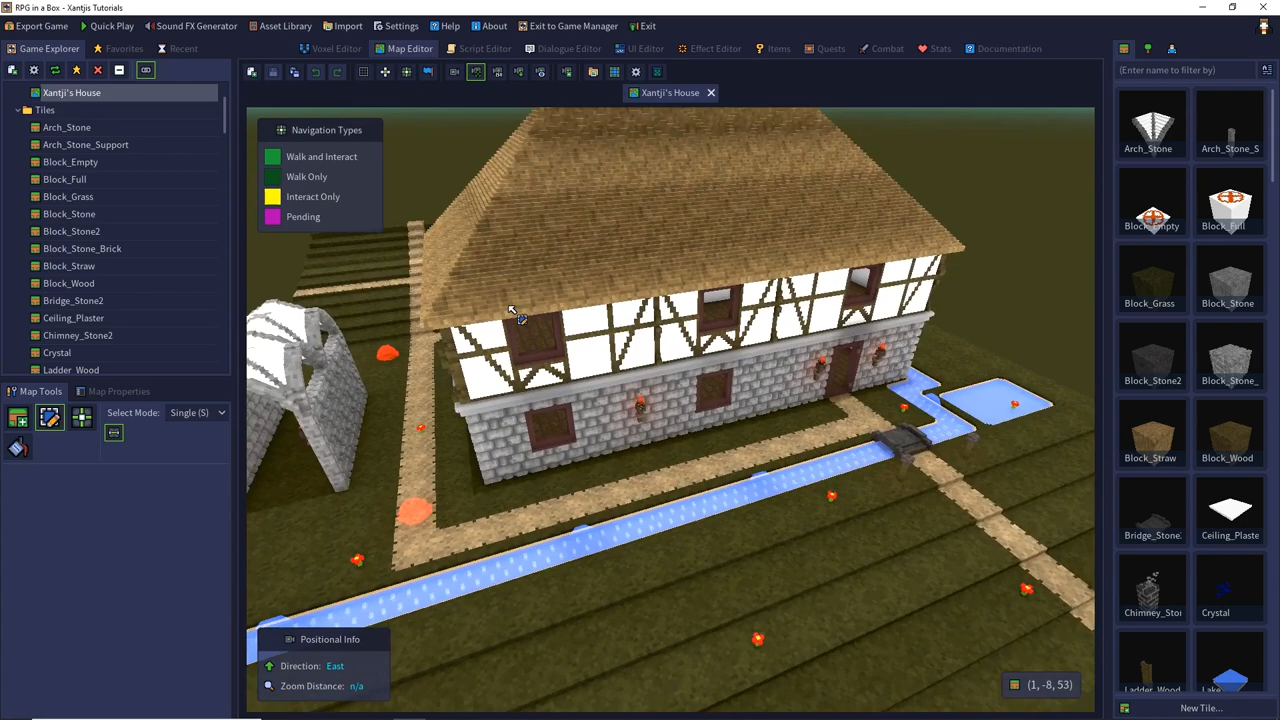 RPG in a Box - Xantjis Tutorials
Export Game Quick Play Sound FX Generator Asset Library Import Settings Help About Exit to Game Manager Exit
Game Explorer Favorites Recent Voxel Editor Map Editor Script Editor Dialogue Editor UI Editor Effect Editor Items Quests Combat Stats Documentation
(Enter name to filter by)
Xantji's House
Xantji's House
Tiles
Arch_Stone
Arch_Stone_Support
Block_Empty
Block_Full
Block_Grass
Block_Stone
Block_Stone2
Block_Stone_Brick
Block_Straw
Block_Wood
Bridge_Stone2
Ceiling_Plaster
Chimney_Stone2
Crystal
Ladder_Wood
Map Tools Map Properties
Select Mode: Single (S)
Navigation Types
Walk and Interact
Walk Only
Interact Only
Pending
Positional Info
Direction: East
Zoom Distance: n/a
(1, -8, 53)
Arch_Stone Arch_Stone_S
Block_Empty Block_Full
Block_Grass Block_Stone
Block_Stone2 Block_Stone_
Block_Straw Block_Wood
Bridge_Stone Ceiling_Plaste
Chimney_Stor Crystal
Ladder_Wood Lake
New Tile...